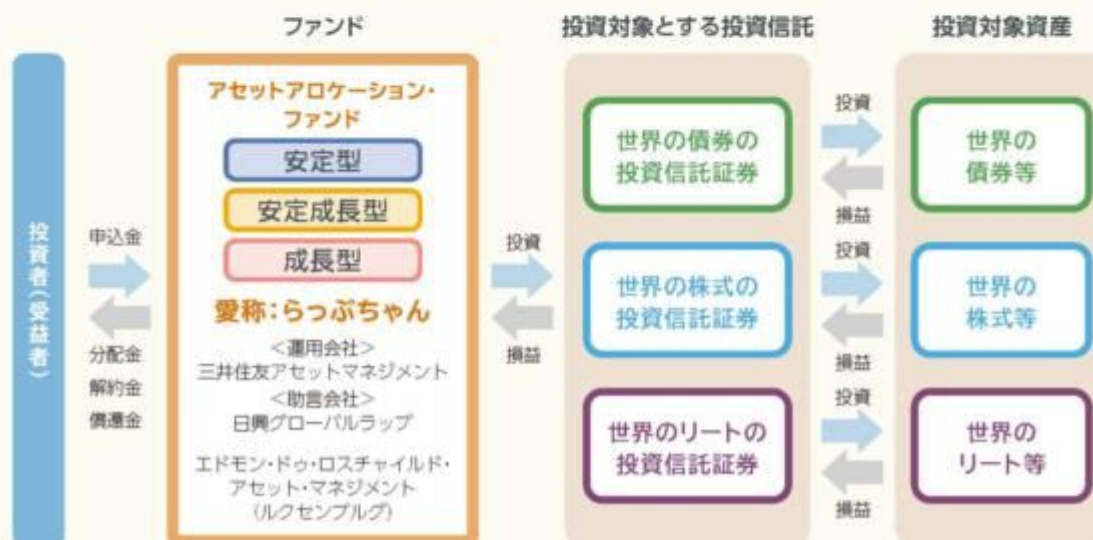 ファンド
投資対象とする投資信託
投資対象資産
投資者(受益者)
申込金
分配金
解約金
償還金
アセットアロケーション・
ファンド
安定型
安定成長型
成長型
愛称:らっぷちゃん
<運用会社>
三井住友アセットマネジメント
<助言会社>
日興グローバルラップ
エドモン・ドゥ・ロスチャイルド・
アセット・マネジメント
(ルクセンブルグ)
投資
損益
世界の債券の
投資信託証券
世界の株式の
投資信託証券
世界のリートの
投資信託証券
投資
損益
投資
損益
投資
損益
世界の
債券等
世界の
株式等
世界の
リート等